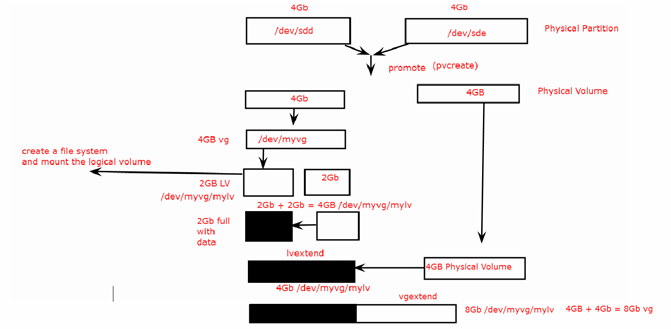 4Gb
4Gb
/dev/sdd
/dev/sde
Physical Partition
promote (pvcreate)
4Gb
4GB
Physical Volume
4GB vg
/dev/myvg
create a file system
and mount the logical volume
2GB LV
/dev/myvg/mylv
2Gb
2Gb + 2Gb = 4GB /dev/myvg/mylv
2Gb full
with
data
lvextend
4GB Physical Volume
4Gb /dev/myvg/mylv
vgextend
8Gb /dev/myvg/mylv 4GB + 4Gb = 8Gb vg